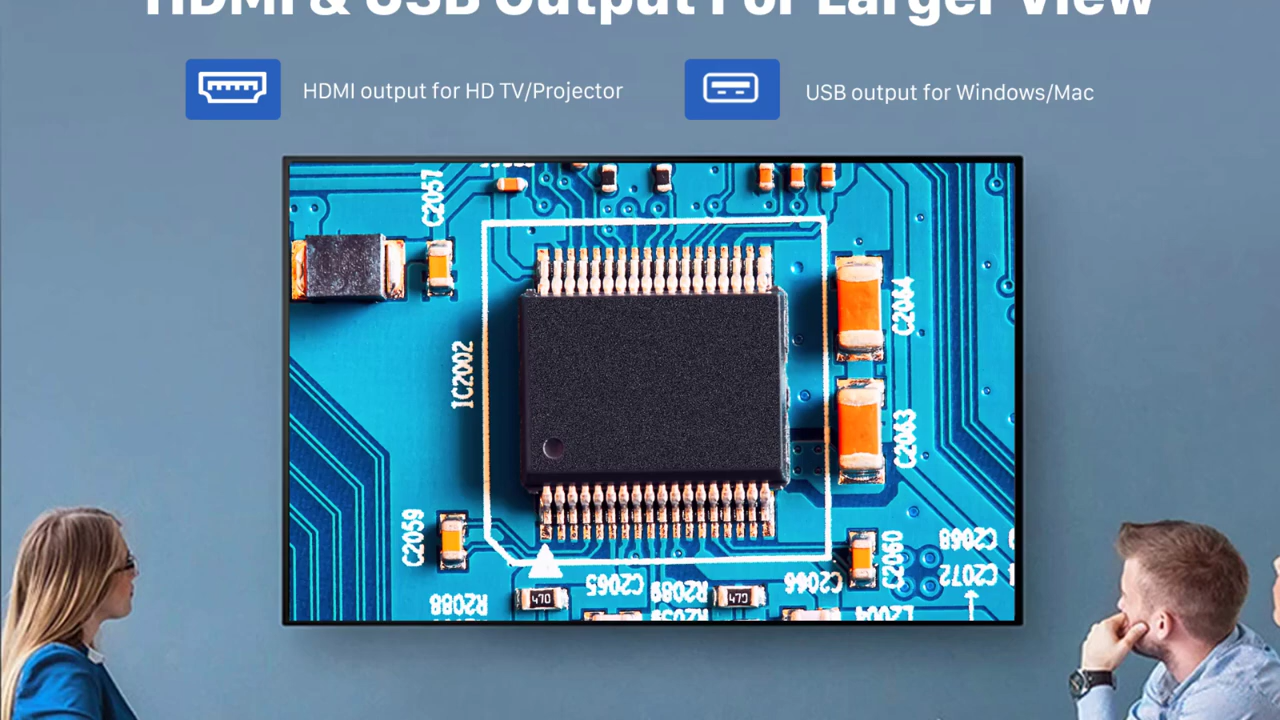 HDMI & USB Output For Larger View
HDMI output for HD TV/Projector
USB output for Windows/Mac
C2057
IC2002
C2064
C2063
C2059
C2060
C2068
C2072
C2065
R2089
C2066
R2088
470
470
L2004